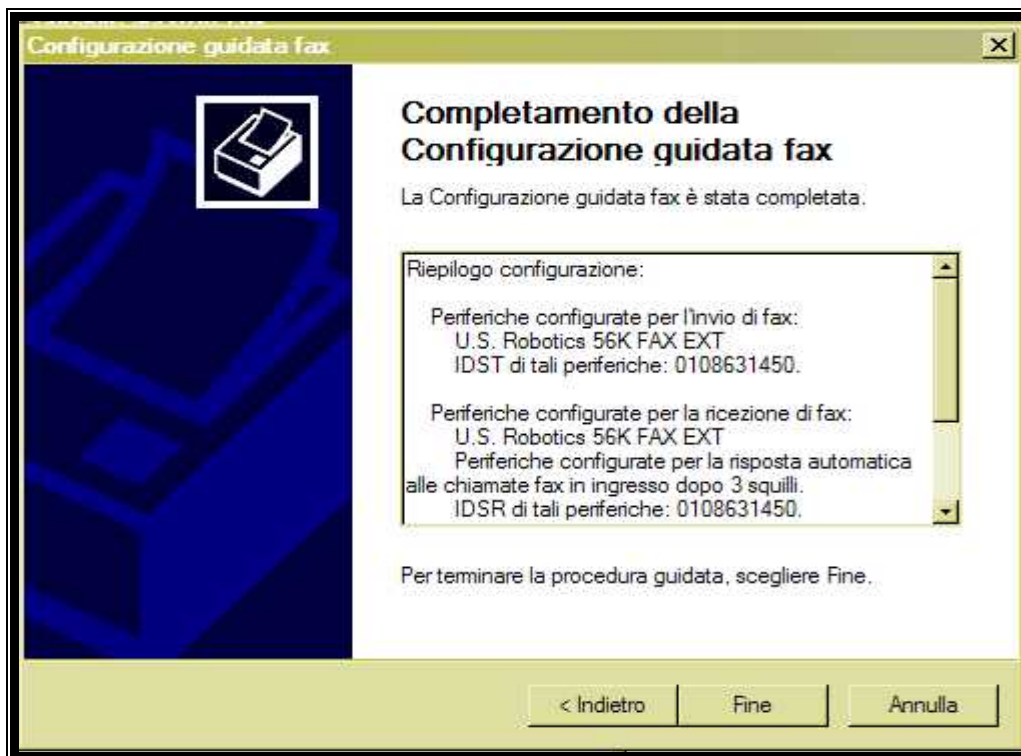 Configurazione guidata fax
Completamento della
Configurazione guidata fax
La Configurazione guidata fax è stata completata.
Riepilogo configurazione:
Periferiche configurate per l'invio di fax:
U.S. Robotics 56K FAX EXT
IDST di tali periferiche: 0108631450.
Periferiche configurate per la ricezione di fax:
U.S. Robotics 56K FAX EXT
Periferiche configurate per la risposta automatica
alle chiamate fax in ingresso dopo 3 squilli.
IDSR di tali periferiche: 0108631450.
Per terminare la procedura guidata, scegliere Fine.
< Indietro
Fine
Annulla